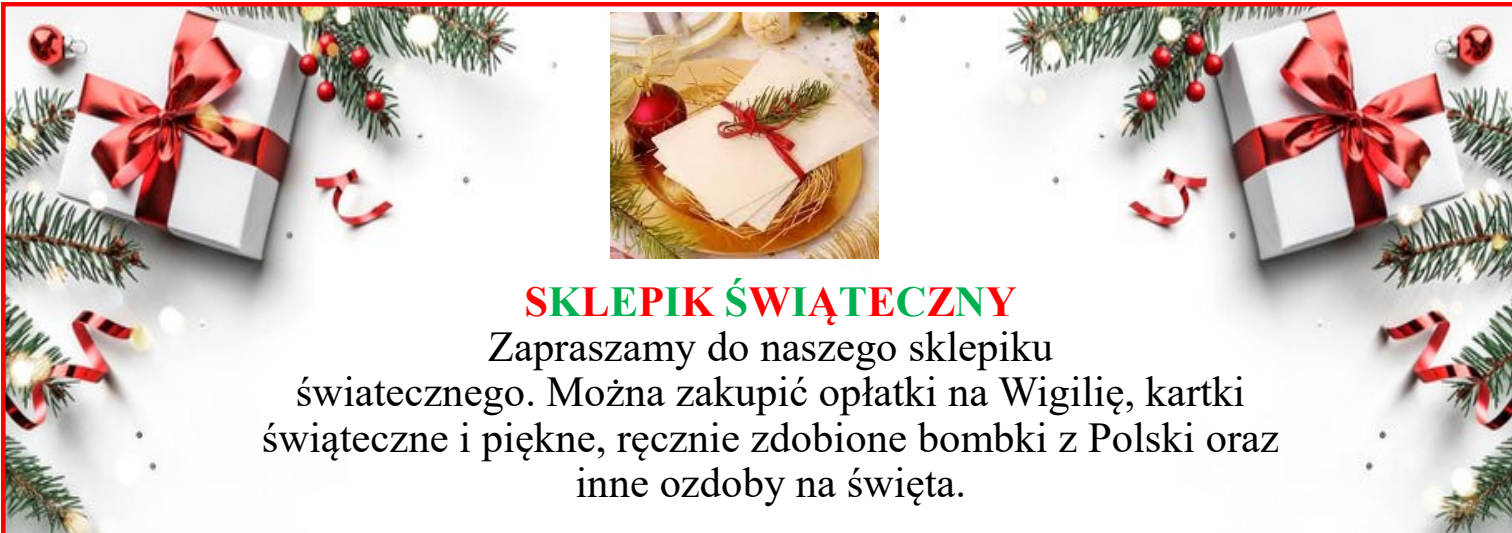 SKLEPIK ŚWIĄTECZNY
Zapraszamy do naszego sklepiku
światecznego. Można zakupić opłatki na Wigilię, kartki
świąteczne i piękne, ręcznie zdobione bombki z Polski oraz
inne ozdoby na święta.